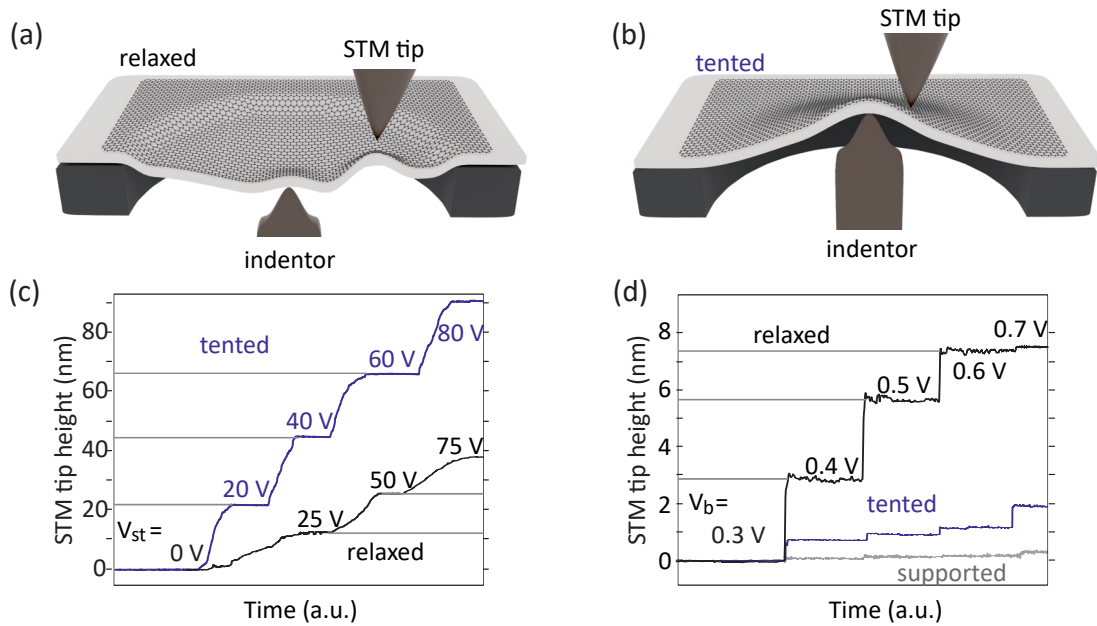 (a)
relaxed
STM tip
indentor
(b)
tented
STM tip
indentor
(c)
STM tip height (nm)
80
60
40
20
0
tented
0 V
20 V
40 V
60 V
80 V
V_st =
25 V
50 V
75 V
relaxed
Time (a.u.)
(d)
STM tip height (nm)
8
6
4
2
0
relaxed
V_b=
0.3 V
0.4 V
0.5 V
0.6 V
0.7 V
tented
supported
Time (a.u.)